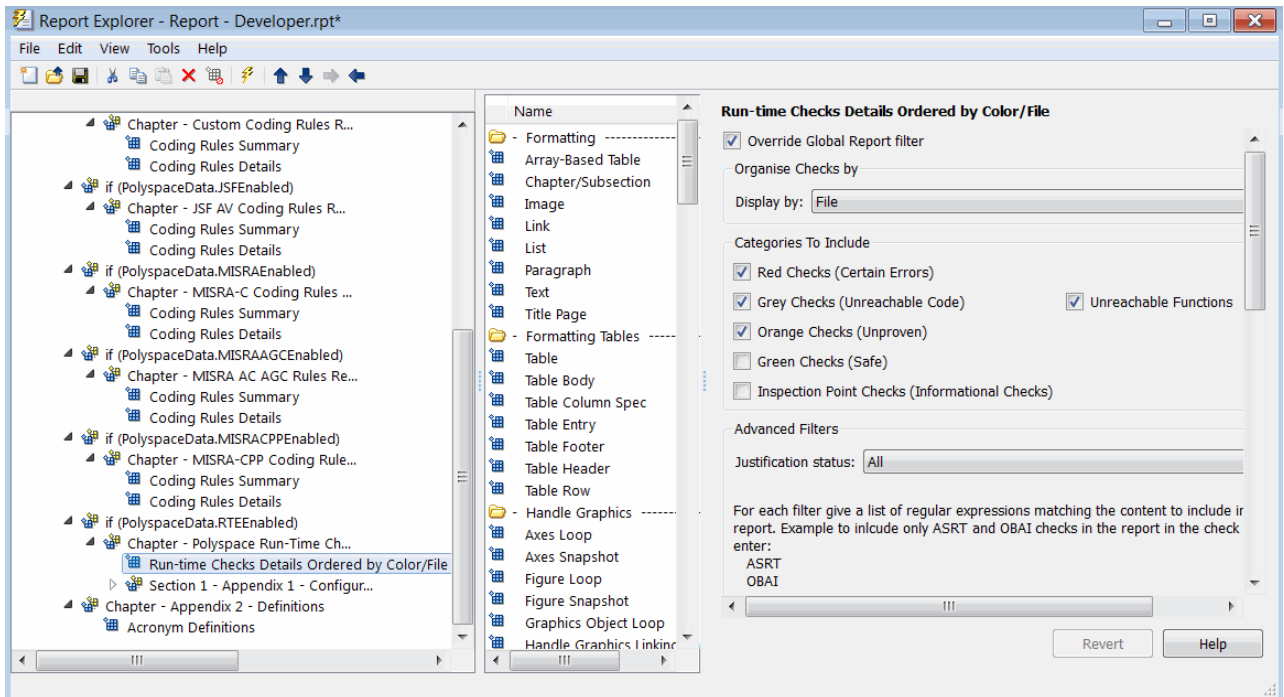 Report Explorer - Report - Developer.rpt*
File Edit View Tools Help
Chapter - Custom Coding Rules R...
Coding Rules Summary
Coding Rules Details
if (PolyspaceData.JSFEnabled)
Chapter - JSF AV Coding Rules R...
Coding Rules Summary
Coding Rules Details
if (PolyspaceData.MISRAEnabled)
Chapter - MISRA-C Coding Rules ...
Coding Rules Summary
Coding Rules Details
if (PolyspaceData.MISRAAGCEnabled)
Chapter - MISRA AC AGC Rules Re...
Coding Rules Summary
Coding Rules Details
if (PolyspaceData.MISRACPPEnabled)
Chapter - MISRA-CPP Coding Rule...
Coding Rules Summary
Coding Rules Details
if (PolyspaceData.RTEEnabled)
Chapter - Polyspace Run-Time Ch...
Run-time Checks Details Ordered by Color/File
Section 1 - Appendix 1 - Configur...
Chapter - Appendix 2 - Definitions
Acronym Definitions
Name
- Formatting ------------
Array-Based Table
Chapter/Subsection
Image
Link
List
Paragraph
Text
Title Page
- Formatting Tables -----
Table
Table Body
Table Column Spec
Table Entry
Table Footer
Table Header
Table Row
- Handle Graphics -------
Axes Loop
Axes Snapshot
Figure Loop
Figure Snapshot
Graphics Object Loop
Handle Graphics Linking
Run-time Checks Details Ordered by Color/File
Override Global Report filter
Organise Checks by
Display by: File
Categories To Include
Red Checks (Certain Errors)
Grey Checks (Unreachable Code) Unreachable Functions
Orange Checks (Unproven)
Green Checks (Safe)
Inspection Point Checks (Informational Checks)
Advanced Filters
Justification status: All
For each filter give a list of regular expressions matching the content to include in
report. Example to inlcude only ASRT and OBAI checks in the report in the check
enter:
ASRT
OBAI
Revert Help